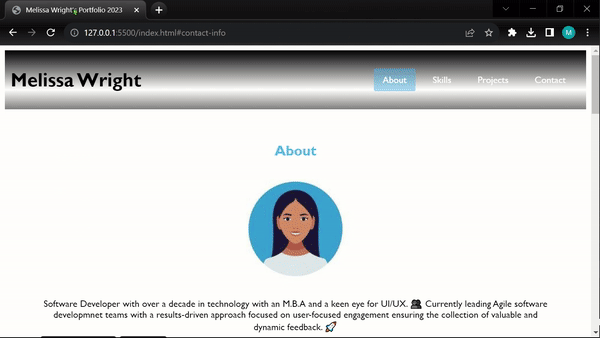 Melissa Wright's Portfolio 2023
127.0.0.1:5500/index.html#contact-info
M
Melissa Wright
About
Skills
Projects
Contact
About
Software Developer with over a decade in technology with an M.B.A and a keen eye for UI/UX. 👥 Currently leading Agile software
developmnet teams with a results-driven approach focused on user-focused engagement ensuring the collection of valuable and
dynamic feedback. 🚀